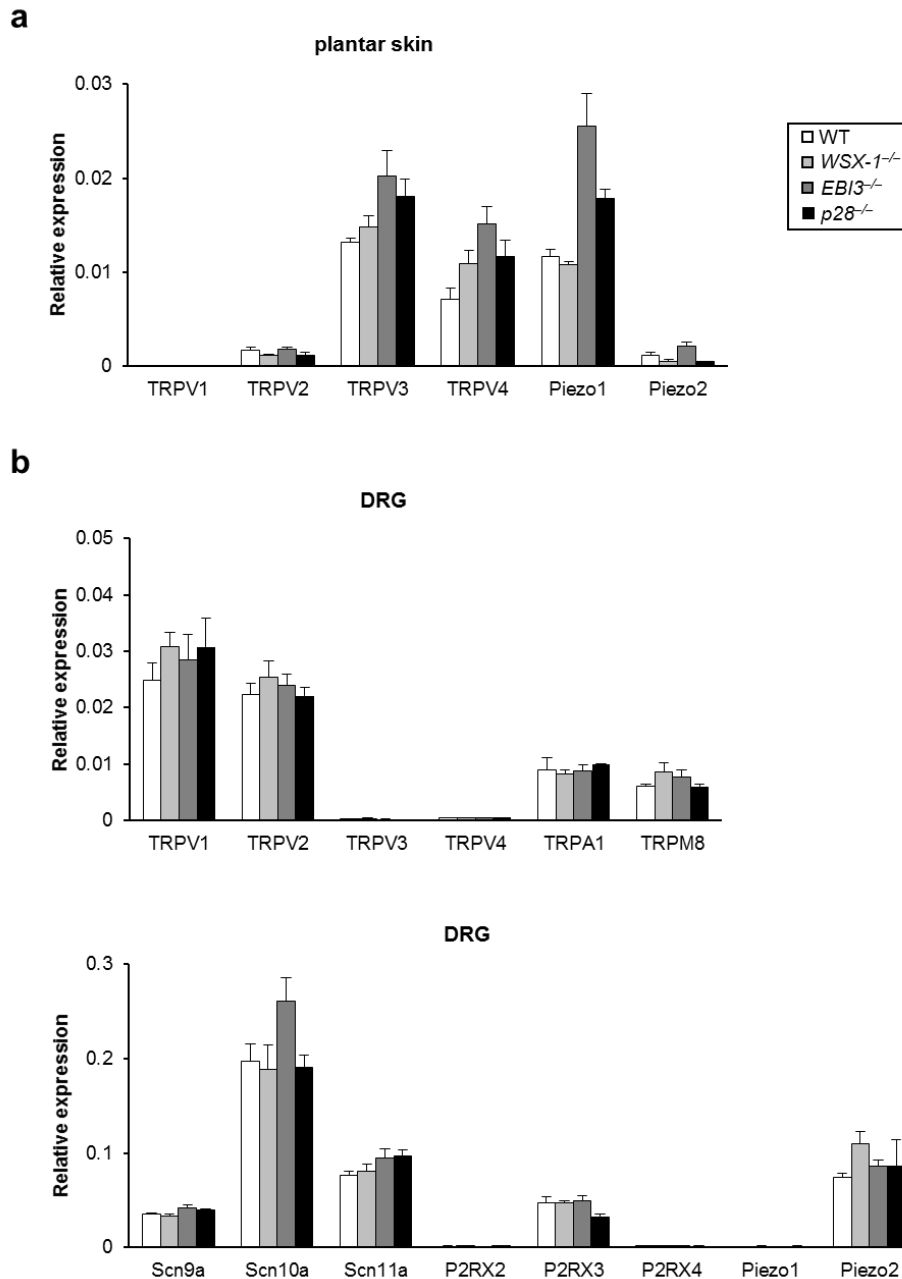 a
plantar skin
Relative expression
0.03
0.02
0.01
0
TRPV1 TRPV2 TRPV3 TRPV4 Piezo1 Piezo2
WT
WSX-1–/–
EBI3–/–
p28–/–
b
DRG
Relative expression
0.05
0.04
0.03
0.02
0.01
0
TRPV1 TRPV2 TRPV3 TRPV4 TRPA1 TRPM8
DRG
Relative expression
0.3
0.2
0.1
0
Scn9a Scn10a Scn11a P2RX2 P2RX3 P2RX4 Piezo1 Piezo2